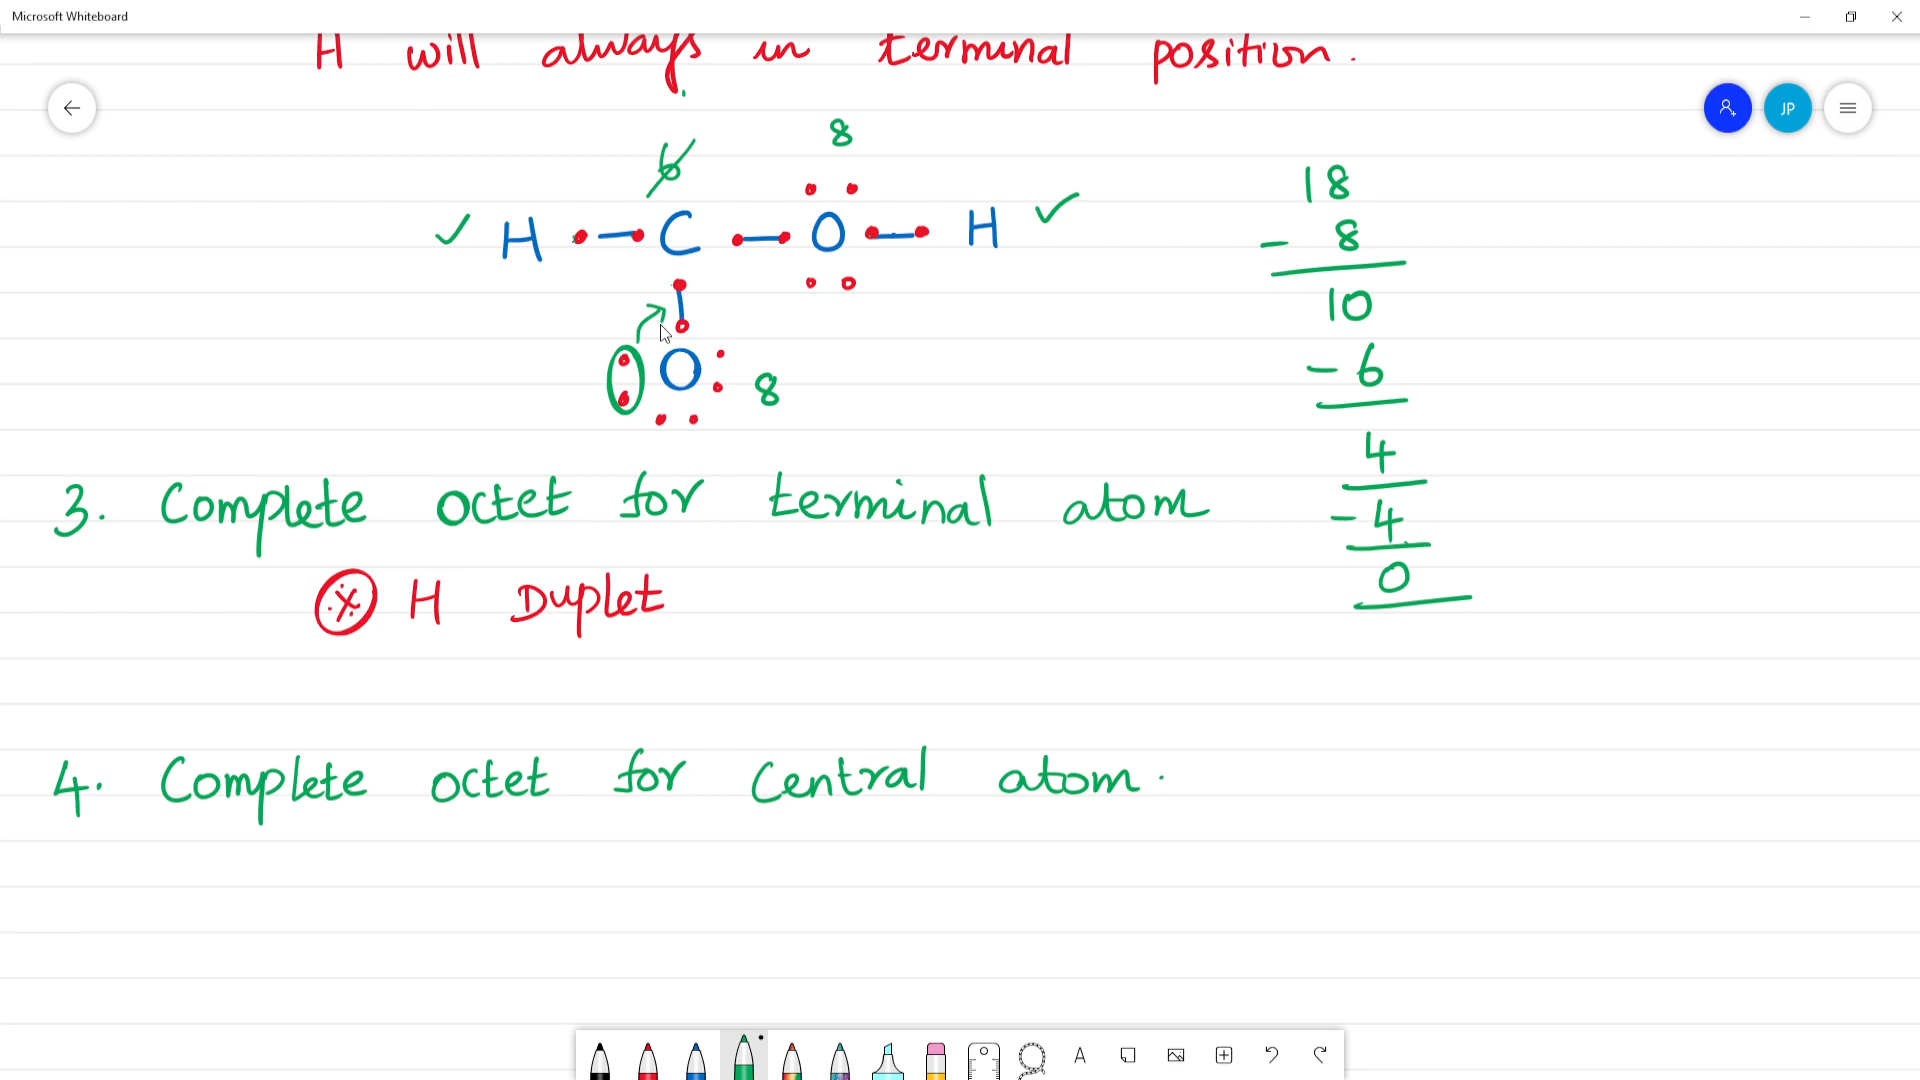 Microsoft Whiteboard
H will always in terminal position.
JP
6
8
H C O H
O
8
18
- 8
10
- 6
4
- 4
0
3. Complete octet for terminal atom
H Duplet
4. Complete octet for Central atom.
A